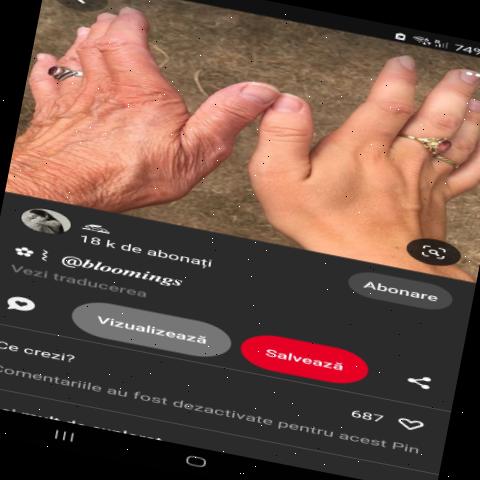 74%
18 k de abonați
@bloomings
Vezi traducerea
Abonare
Vizualizează
Salvează
687
Ce crezi?
Comentariile au fost dezactivate pentru acest Pin.